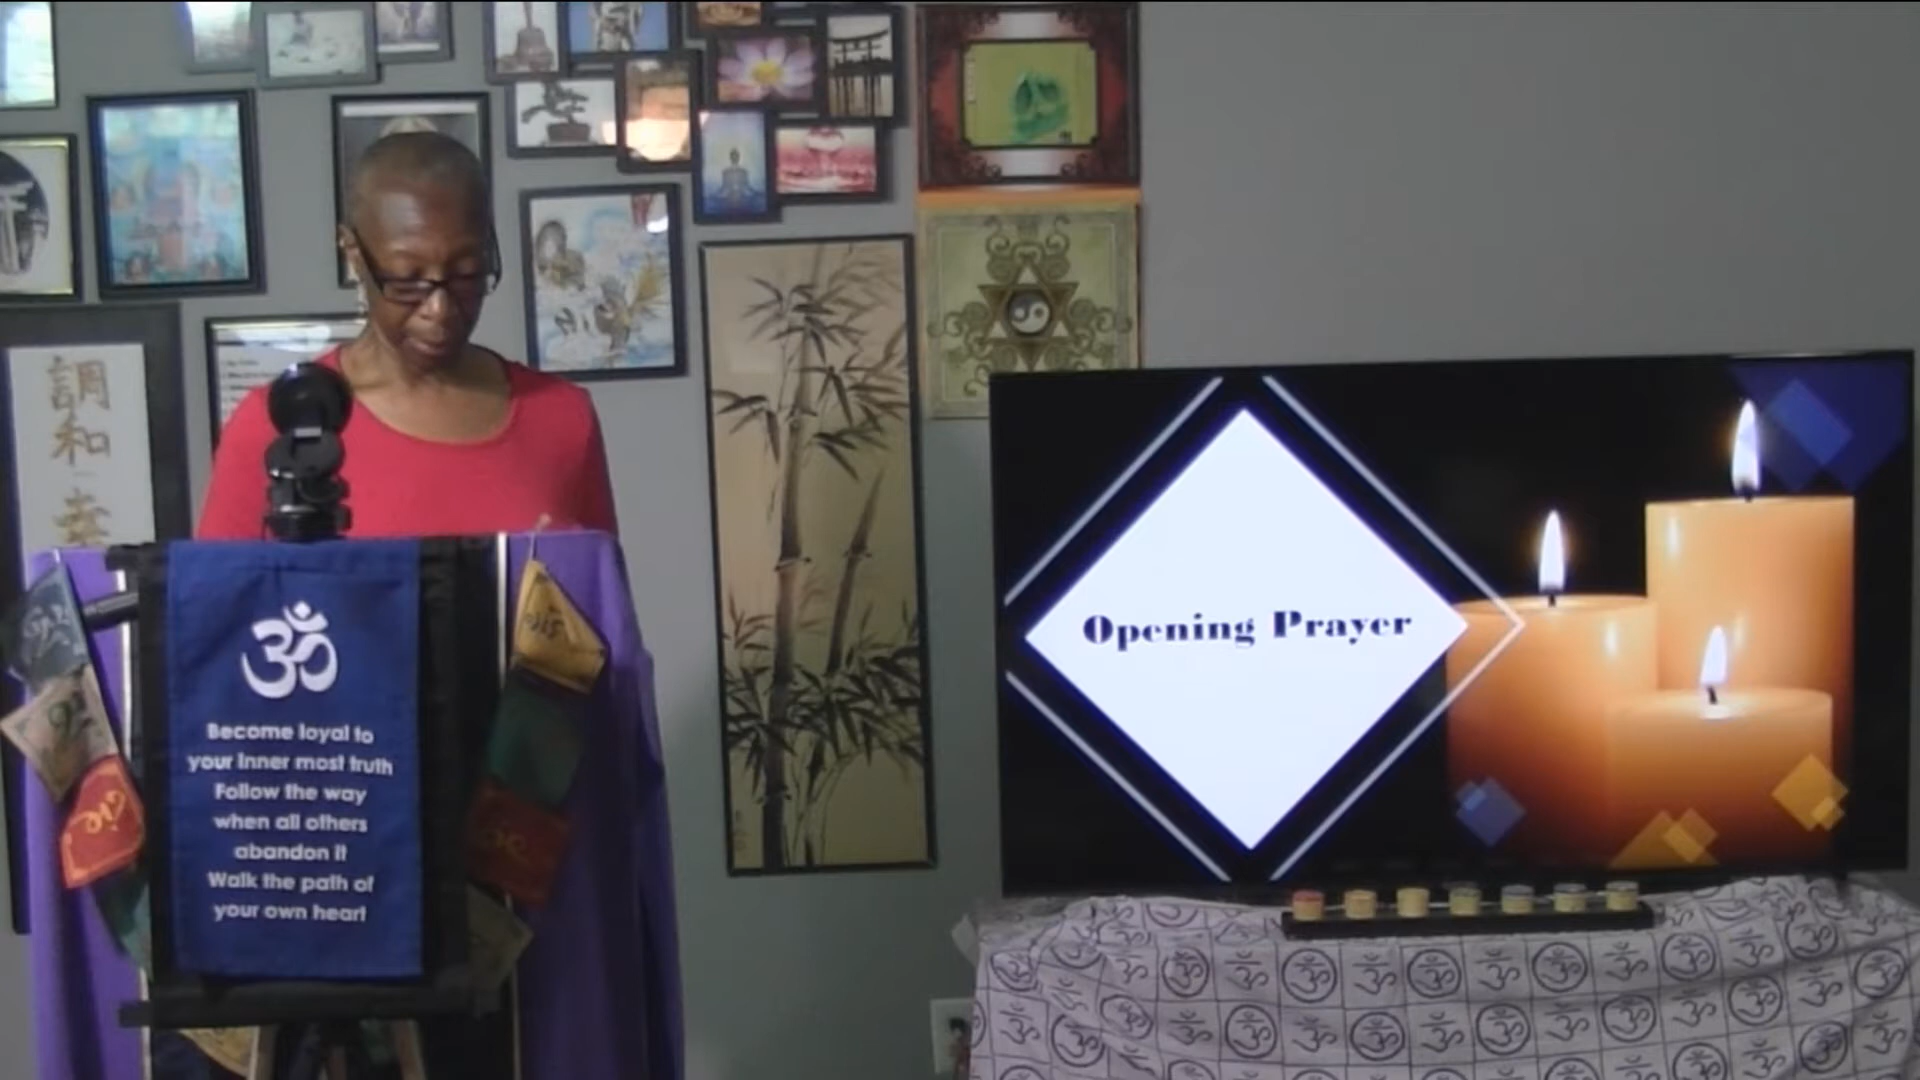 調
和
幸
ॐ
Become loyal to
your inner most truth
Follow the way
when all others
abandon it
Walk the path of
your own heart
Opening Prayer